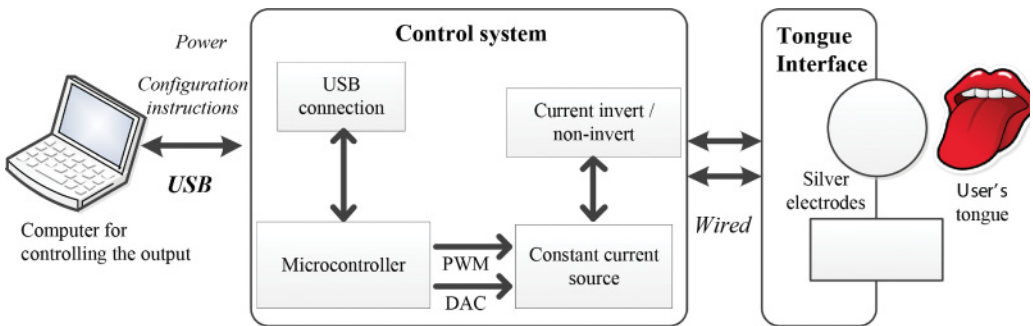 Power
Configuration
instructions
USB
Computer for
controlling the output
Control system
USB
connection
Current invert /
non-invert
Microcontroller
PWM
DAC
Constant current
source
Wired
Tongue
Interface
Silver
electrodes
User's
tongue